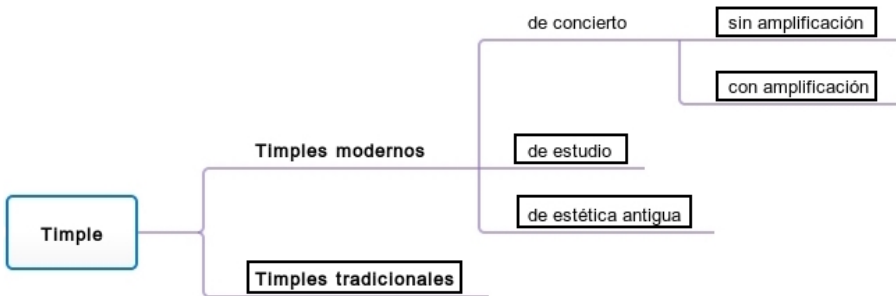 de concierto
sin amplificación
con amplificación
Timples modernos
de estudio
de estética antigua
Timple
Timples tradicionales